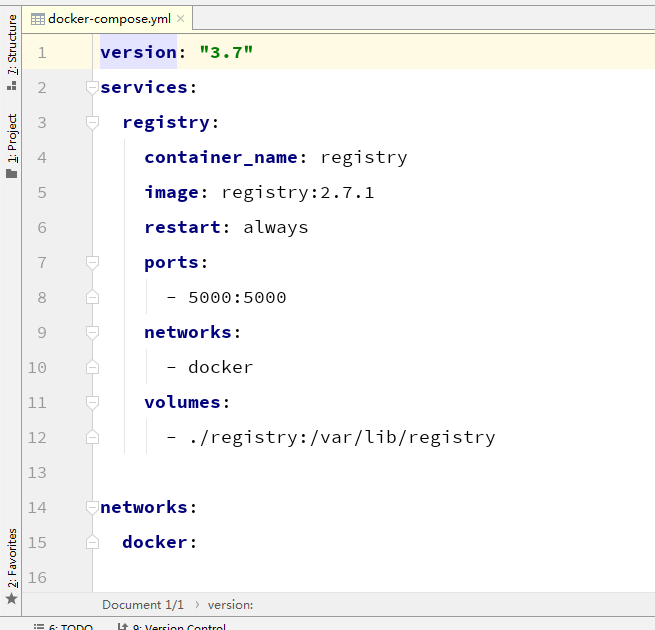 docker-compose.yml
7: Structure
1: Project
2: Favorites
1 version: "3.7"
2 services:
3   registry:
4     container_name: registry
5     image: registry:2.7.1
6     restart: always
7     ports:
8       - 5000:5000
9     networks:
10       - docker
11     volumes:
12       - ./registry:/var/lib/registry
13
14 networks:
15   docker:
16
Document 1/1 › version:
6: TODO 9: Version Control